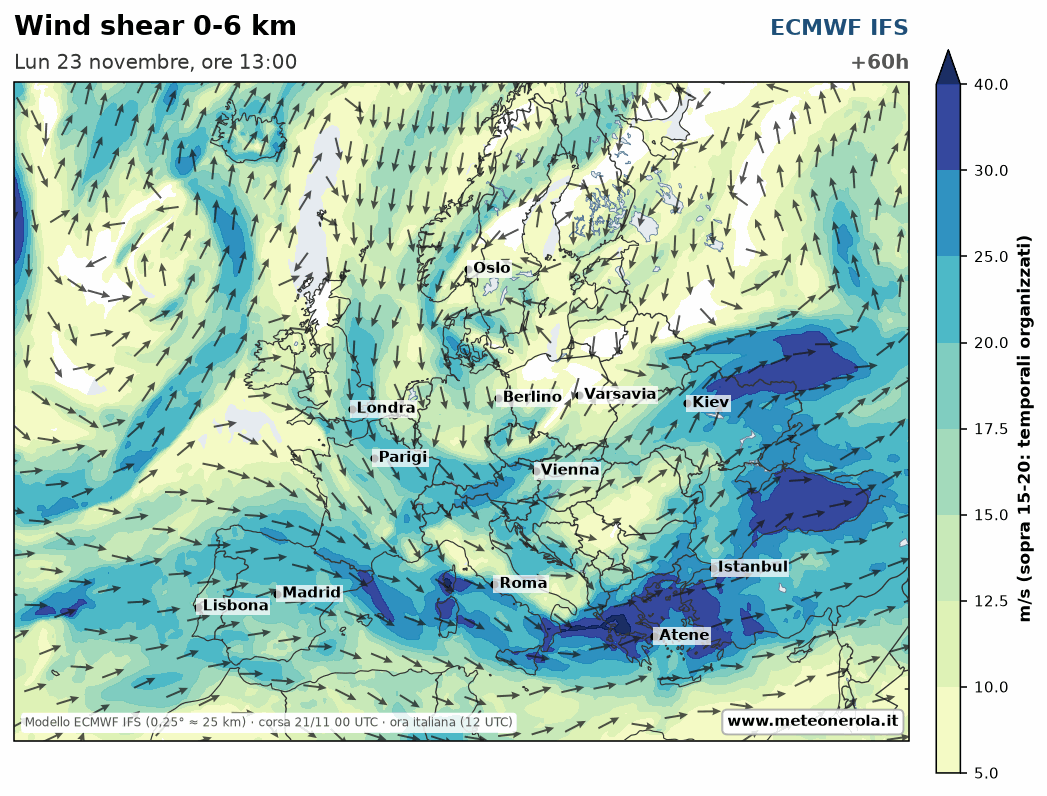 Wind shear 0-6 km
ECMWF IFS
Lun 23 novembre, ore 13:00
+60h
40.0
30.0
25.0
20.0
17.5
15.0
12.5
10.0
5.0
m/s (sopra 15-20: temporali organizzati)
Oslo
Berlino
Varsavia
Londra
Kiev
Parigi
Vienna
Istanbul
Roma
Madrid
Lisbona
Atene
Modello ECMWF IFS (0,25° ≈ 25 km) · corsa 21/11 00 UTC · ora italiana (12 UTC)
www.meteonerola.it